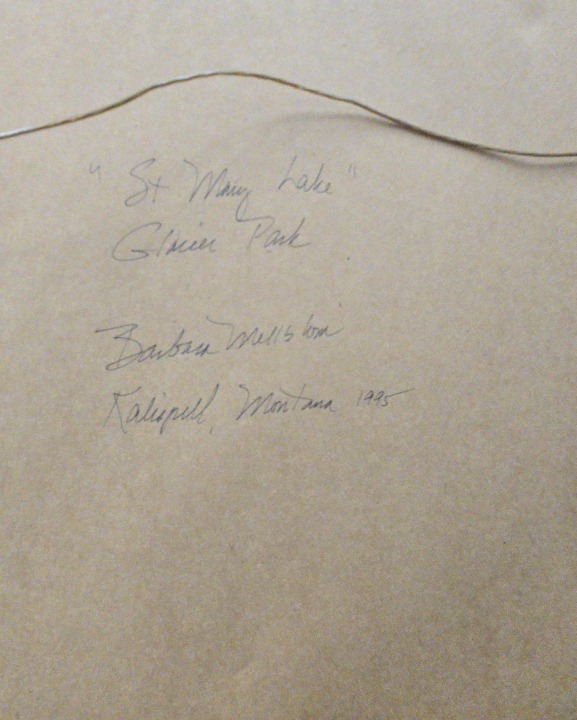 "St Mary Lake"
Glacier Park
Barbara
Kalispell, Montana 1995